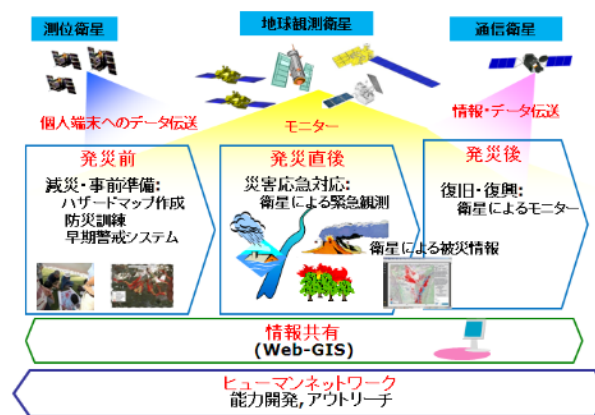 測位衛星
地球観測衛星
通信衛星
個人端末へのデータ伝送
モニター
情報・データ伝送
発災前
減災・事前準備:
ハザードマップ作成
防災訓練
早期警戒システム
発災直後
災害応急対応:
衛星による緊急観測
衛星による被災情報
発災後
復旧・復興:
衛星によるモニター
情報共有
(Web-GIS)
ヒューマンネットワーク
能力開発,アウトリーチ